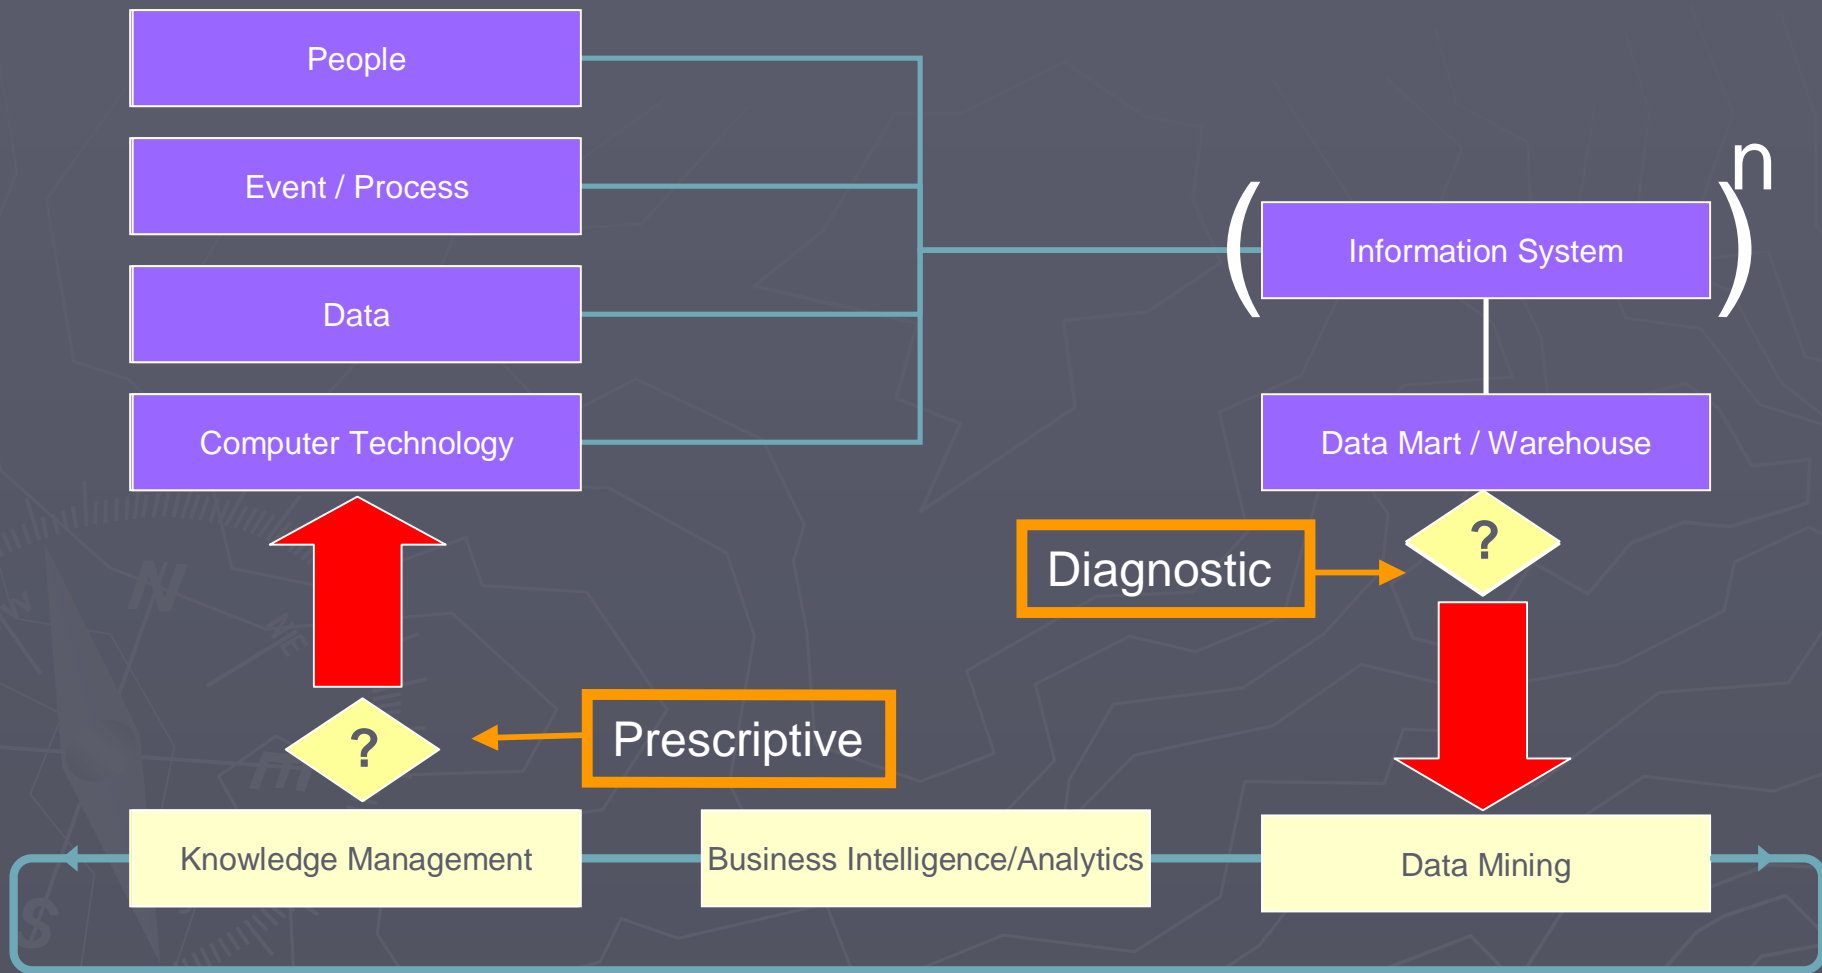 People
Event / Process
Data
Computer Technology
( Information System ) n
Data Mart / Warehouse
?
Diagnostic
?
Prescriptive
Knowledge Management
Business Intelligence/Analytics
Data Mining
N
NE
W
E
S